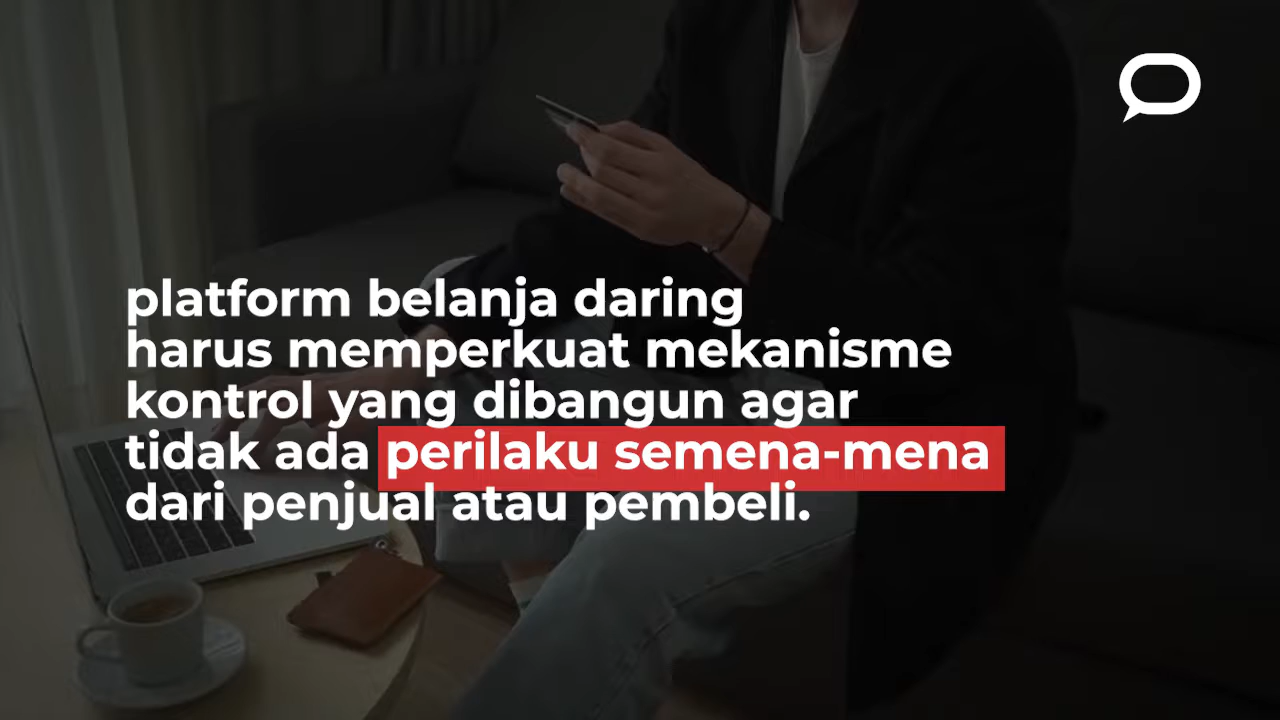 platform belanja daring
harus memperkuat mekanisme
kontrol yang dibangun agar
tidak ada perilaku semena-mena
dari penjual atau pembeli.